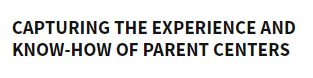 CAPTURING THE EXPERIENCE AND
KNOW-HOW OF PARENT CENTERS